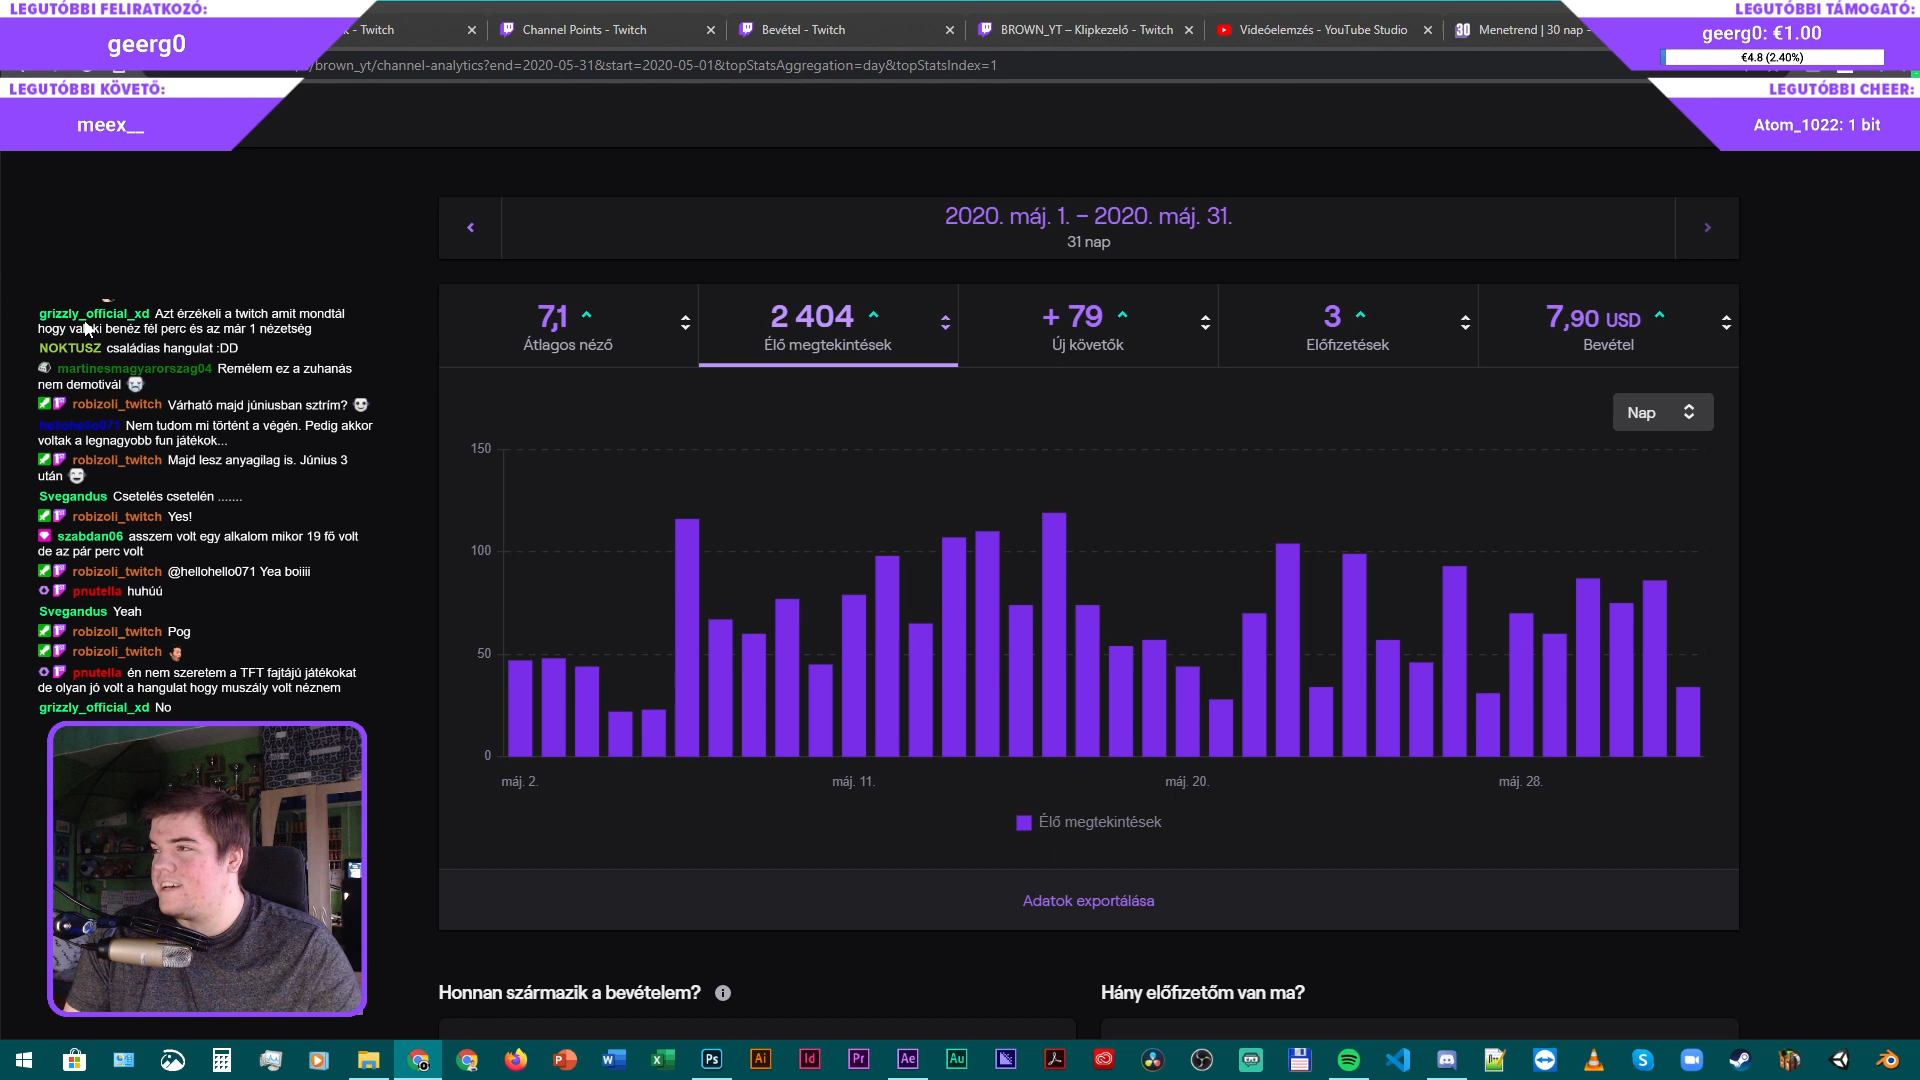 LEGUTÓBBI FELIRATKOZÓ:
geerg0
LEGUTÓBBI KÖVETŐ:
meex__
- Twitch
Channel Points - Twitch
Bevétel - Twitch
BROWN_YT – Klipkezelő - Twitch
Videóelemzés - YouTube Studio
30 Menetrend | 30 nap -
/brown_yt/channel-analytics?end=2020-05-31&start=2020-05-01&topStatsAggregation=day&topStatsIndex=1
LEGUTÓBBI TÁMOGATÓ:
geerg0: €1.00
€4.8 (2.40%)
LEGUTÓBBI CHEER:
Atom_1022: 1 bit
2020. máj. 1. – 2020. máj. 31.
31 nap
7,1
Átlagos néző
2 404
Élő megtekintések
+ 79
Új követők
3
Előfizetések
7,90 USD
Bevétel
Nap
150
100
50
0
máj. 2.
máj. 11.
máj. 20.
máj. 28.
Élő megtekintések
Adatok exportálása
Honnan származik a bevételem?
Hány előfizetőm van ma?
grizzly_official_xd Azt érzékeli a twitch amit mondtál
hogy valaki benéz fél perc és az már 1 nézetség
NOKTUSZ családias hangulat :DD
martinesmagyarorszag04 Remélem ez a zuhanás
nem demotivál
robizoli_twitch Várható majd júniusban sztrím?
hellohello071 Nem tudom mi történt a végén. Pedig akkor
voltak a legnagyobb fun játékok...
robizoli_twitch Majd lesz anyagilag is. Június 3
után
Svegandus Csetelés csetelén .......
robizoli_twitch Yes!
szabdan06 asszem volt egy alkalom mikor 19 fő volt
de az pár perc volt
robizoli_twitch @hellohello071 Yea boiiii
pnutella huhúú
Svegandus Yeah
robizoli_twitch Pog
robizoli_twitch
pnutella én nem szeretem a TFT fajtájú játékokat
de olyan jó volt a hangulat hogy muszály volt néznem
grizzly_official_xd No
Ps
Ai
Id
Pr
Ae
Au